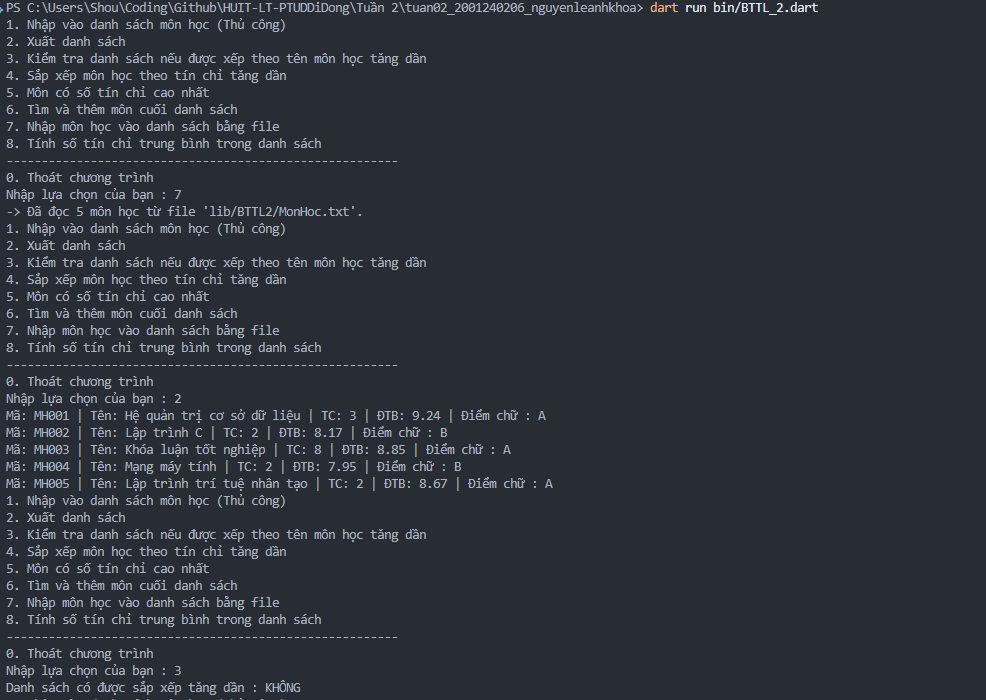 PS C:\Users\Shou\Coding\Github\HUIT-LT-PTUDDiDong\Tuần 2\tuan02_2001240206_nguyenleanhkhoa> dart run bin/BTTL_2.dart
1. Nhập vào danh sách môn học (Thủ công)
2. Xuất danh sách
3. Kiểm tra danh sách nếu được xếp theo tên môn học tăng dần
4. Sắp xếp môn học theo tín chỉ tăng dần
5. Môn có số tín chỉ cao nhất
6. Tìm và thêm môn cuối danh sách
7. Nhập môn học vào danh sách bằng file
8. Tính số tín chỉ trung bình trong danh sách
--------------------------------------------------------
0. Thoát chương trình
Nhập lựa chọn của bạn : 7
-> Đã đọc 5 môn học từ file 'lib/BTTL2/MonHoc.txt'.
1. Nhập vào danh sách môn học (Thủ công)
2. Xuất danh sách
3. Kiểm tra danh sách nếu được xếp theo tên môn học tăng dần
4. Sắp xếp môn học theo tín chỉ tăng dần
5. Môn có số tín chỉ cao nhất
6. Tìm và thêm môn cuối danh sách
7. Nhập môn học vào danh sách bằng file
8. Tính số tín chỉ trung bình trong danh sách
--------------------------------------------------------
0. Thoát chương trình
Nhập lựa chọn của bạn : 2
Mã: MH001 | Tên: Hệ quản trị cơ sở dữ liệu | TC: 3 | ĐTB: 9.24 | Điểm chữ : A
Mã: MH002 | Tên: Lập trình C | TC: 2 | ĐTB: 8.17 | Điểm chữ : B
Mã: MH003 | Tên: Khóa luận tốt nghiệp | TC: 8 | ĐTB: 8.85 | Điểm chữ : A
Mã: MH004 | Tên: Mạng máy tính | TC: 2 | ĐTB: 7.95 | Điểm chữ : B
Mã: MH005 | Tên: Lập trình trí tuệ nhân tạo | TC: 2 | ĐTB: 8.67 | Điểm chữ : A
1. Nhập vào danh sách môn học (Thủ công)
2. Xuất danh sách
3. Kiểm tra danh sách nếu được xếp theo tên môn học tăng dần
4. Sắp xếp môn học theo tín chỉ tăng dần
5. Môn có số tín chỉ cao nhất
6. Tìm và thêm môn cuối danh sách
7. Nhập môn học vào danh sách bằng file
8. Tính số tín chỉ trung bình trong danh sách
--------------------------------------------------------
0. Thoát chương trình
Nhập lựa chọn của bạn : 3
Danh sách có được sắp xếp tăng dần : KHÔNG